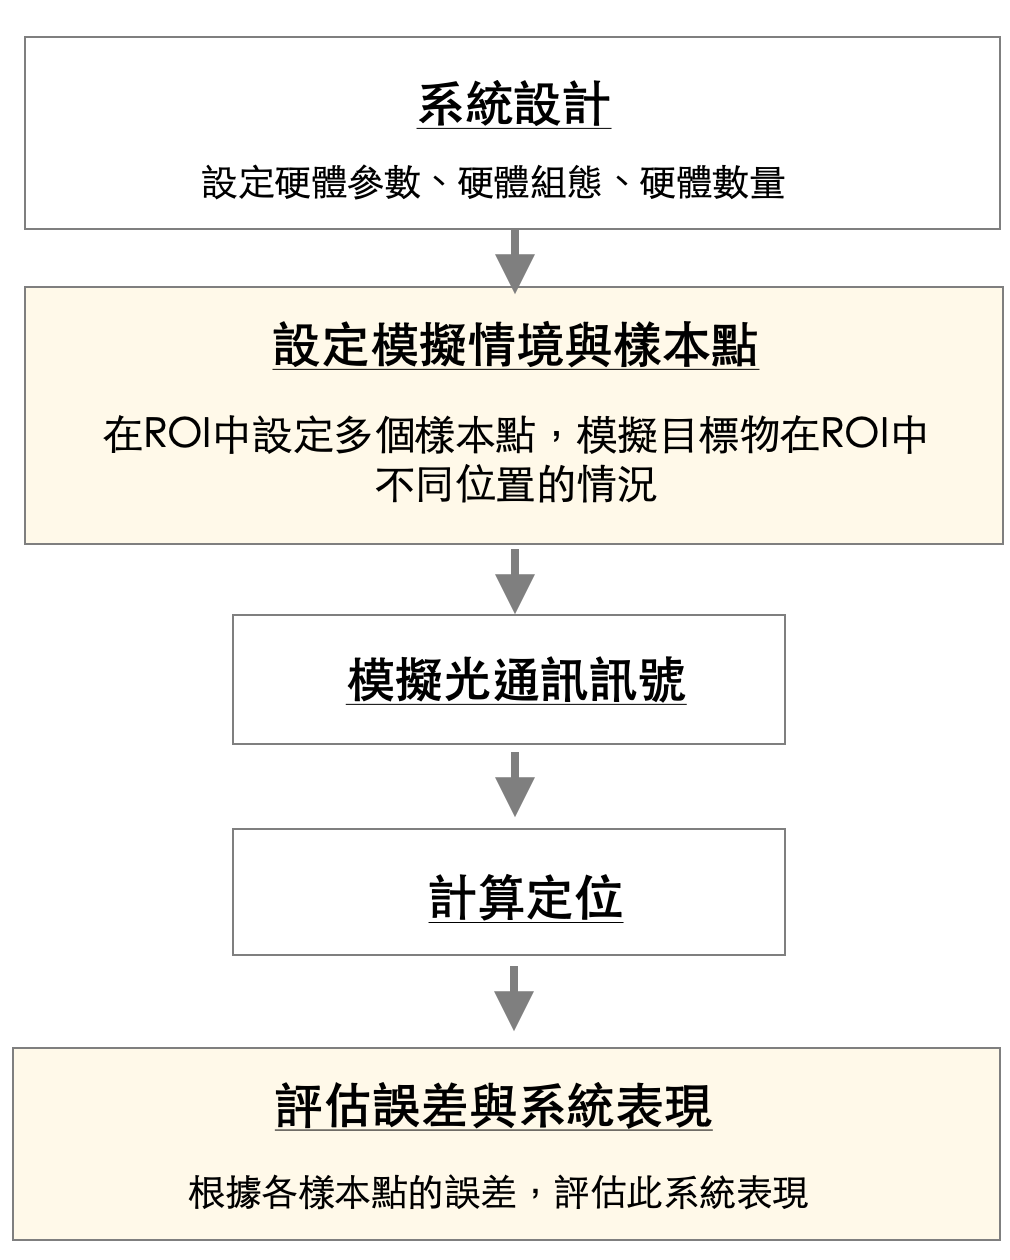 系統設計
設定硬體參數、硬體組態、硬體數量
設定模擬情境與樣本點
在ROI中設定多個樣本點，模擬目標物在ROI中
不同位置的情況
模擬光通訊訊號
計算定位
評估誤差與系統表現
根據各樣本點的誤差，評估此系統表現